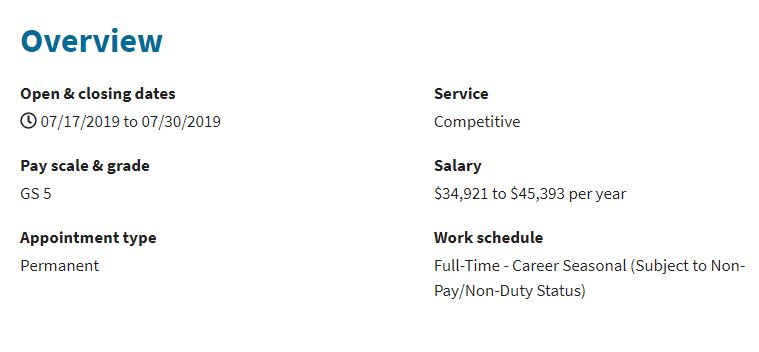 Overview
Open & closing dates
07/17/2019 to 07/30/2019
Service
Competitive
Pay scale & grade
GS 5
Salary
$34,921 to $45,393 per year
Appointment type
Permanent
Work schedule
Full-Time - Career Seasonal (Subject to Non-
Pay/Non-Duty Status)